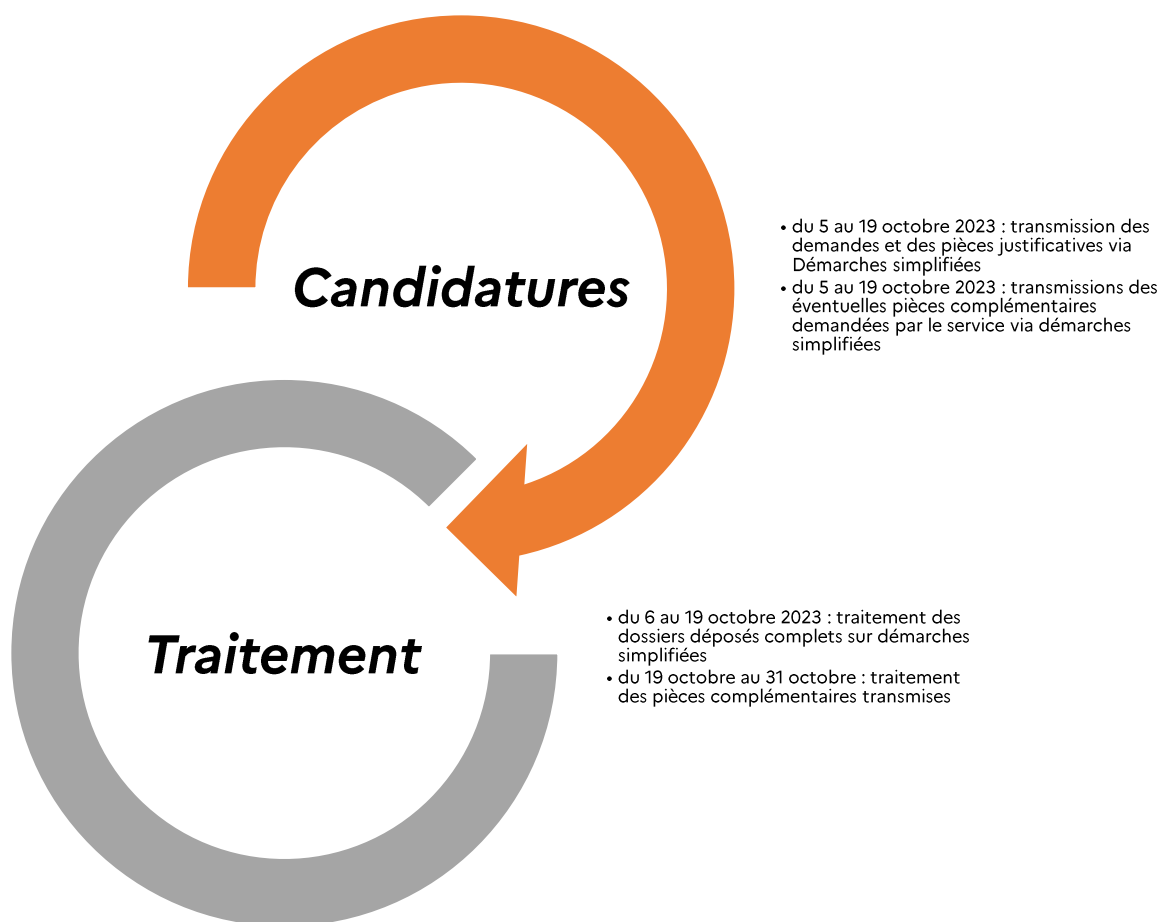 Candidatures
• du 5 au 19 octobre 2023 : transmission des
demandes et des pièces justificatives via
Démarches simplifiées
• du 5 au 19 octobre 2023 : transmissions des
éventuelles pièces complémentaires
demandées par le service via démarches
simplifiées
Traitement
• du 6 au 19 octobre 2023 : traitement des
dossiers déposés complets sur démarches
simplifiées
• du 19 octobre au 31 octobre : traitement
des pièces complémentaires transmises